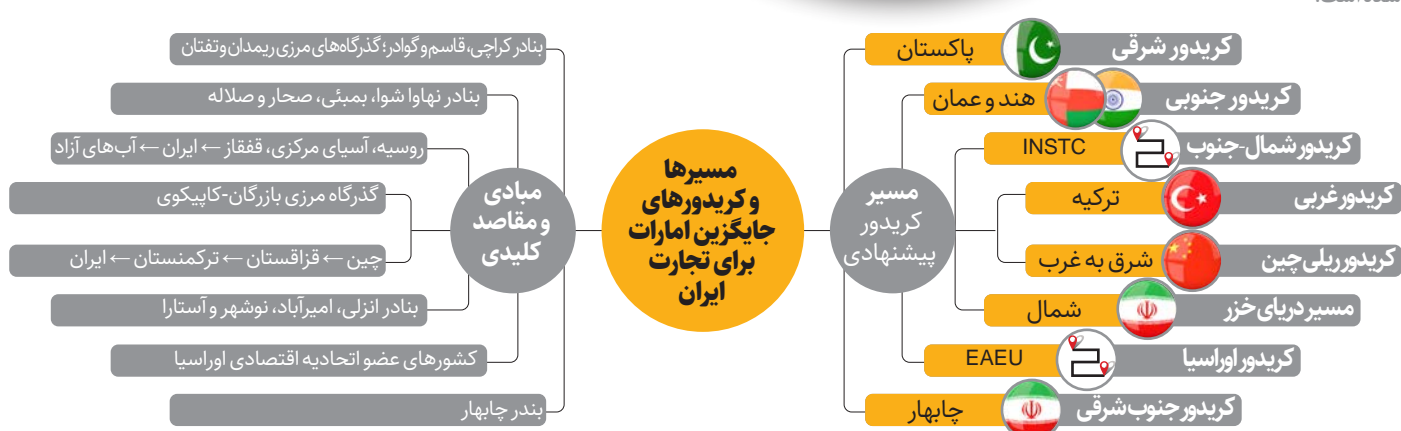 شده است.
کریدور شرقی
پاکستان
کریدور جنوبی
هند و عمان
کریدور شمال-جنوب
INSTC
کریدور غربی
ترکیه
کریدور ریلی چین
شرق به غرب
مسیر دریای خزر
شمال
کریدور اوراسیا
EAEU
کریدور جنوب شرقی
چابهار
مسیر
کریدور
پیشنهادی
مسیرها
و کریدورهای
جایگزین امارات
برای تجارت
ایران
مبادی
و مقاصد
کلیدی
بنادر کراچی، قاسم و گوادر؛ گذرگاه‌های مرزی ریمدان و تفتان
بنادر نهاوا شوا، بمبئی، صحار و صلاله
روسیه، آسیای مرکزی، قفقاز ← ایران ← آب‌های آزاد
گذرگاه مرزی بازرگان-کاپیکوی
چین ← قزاقستان ← ترکمنستان ← ایران
بنادر انزلی، امیرآباد، نوشهر و آستارا
کشورهای عضو اتحادیه اقتصادی اوراسیا
بندر چابهار